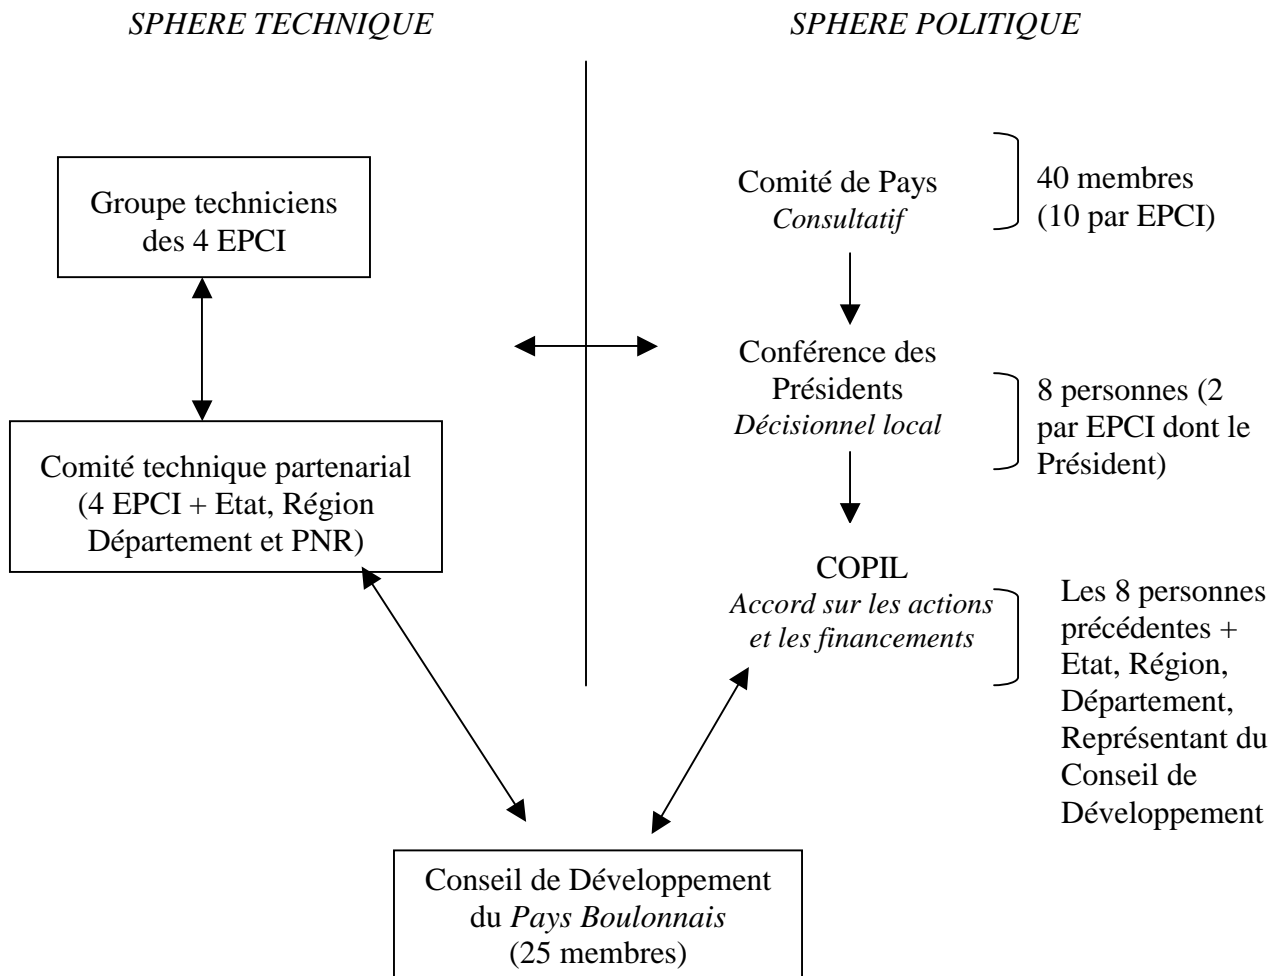 SPHERE TECHNIQUE
SPHERE POLITIQUE
Groupe techniciens
des 4 EPCI
Comité technique partenarial
(4 EPCI + Etat, Région
Département et PNR)
Comité de Pays
Consultatif
40 membres
(10 par EPCI)
Conférence des
Présidents
Décisionnel local
8 personnes (2
par EPCI dont le
Président)
COPIL
Accord sur les actions
et les financements
Les 8 personnes
précédentes +
Etat, Région,
Département,
Représentant du
Conseil de
Développement
Conseil de Développement
du Pays Boulonnais
(25 membres)